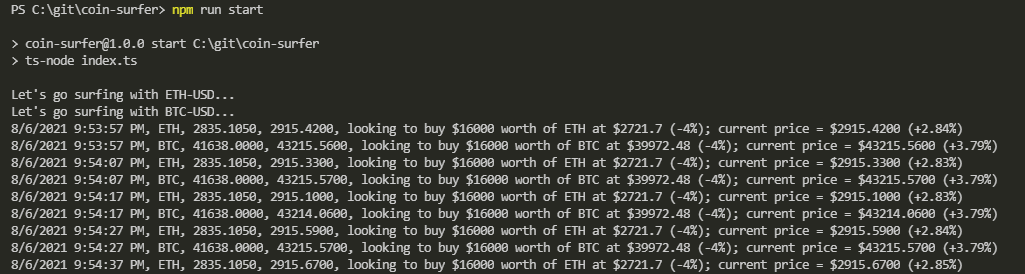 PS C:\git\coin-surfer> npm run start
> coin-surfer@1.0.0 start C:\git\coin-surfer
> ts-node index.ts
Let's go surfing with ETH-USD...
Let's go surfing with BTC-USD...
8/6/2021 9:53:57 PM, ETH, 2835.1050, 2915.4200, looking to buy $16000 worth of ETH at $2721.7 (-4%); current price = $2915.4200 (+2.84%)
8/6/2021 9:53:57 PM, BTC, 41638.0000, 43215.5600, looking to buy $16000 worth of BTC at $39972.48 (-4%); current price = $43215.5600 (+3.79%)
8/6/2021 9:54:07 PM, ETH, 2835.1050, 2915.3300, looking to buy $16000 worth of ETH at $2721.7 (-4%); current price = $2915.3300 (+2.83%)
8/6/2021 9:54:07 PM, BTC, 41638.0000, 43215.5700, looking to buy $16000 worth of BTC at $39972.48 (-4%); current price = $43215.5700 (+3.79%)
8/6/2021 9:54:17 PM, ETH, 2835.1050, 2915.1000, looking to buy $16000 worth of ETH at $2721.7 (-4%); current price = $2915.1000 (+2.83%)
8/6/2021 9:54:17 PM, BTC, 41638.0000, 43214.0600, looking to buy $16000 worth of BTC at $39972.48 (-4%); current price = $43214.0600 (+3.79%)
8/6/2021 9:54:27 PM, ETH, 2835.1050, 2915.5900, looking to buy $16000 worth of ETH at $2721.7 (-4%); current price = $2915.5900 (+2.84%)
8/6/2021 9:54:27 PM, BTC, 41638.0000, 43215.5700, looking to buy $16000 worth of BTC at $39972.48 (-4%); current price = $43215.5700 (+3.79%)
8/6/2021 9:54:37 PM, ETH, 2835.1050, 2915.6700, looking to buy $16000 worth of ETH at $2721.7 (-4%); current price = $2915.6700 (+2.85%)